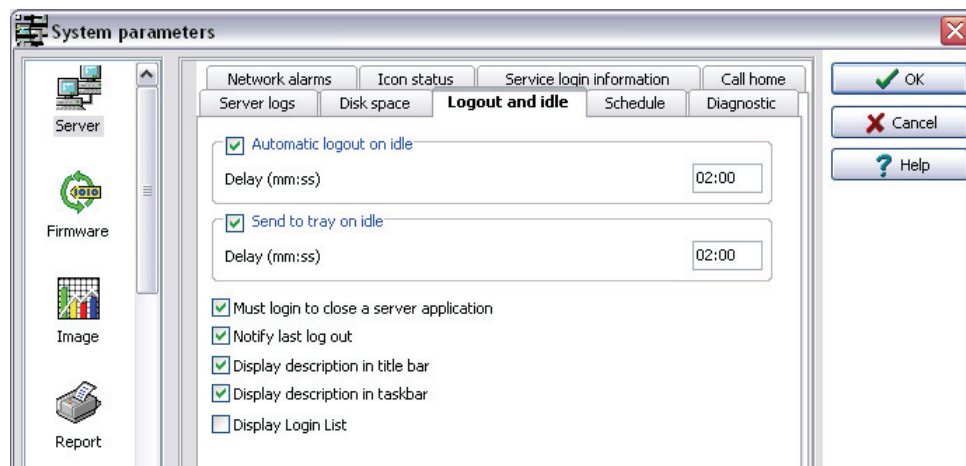 System parameters
Server
Firmware
Image
Report
Network alarms Icon status Service login information Call home
Server logs Disk space Logout and idle Schedule Diagnostic
Automatic logout on idle
Delay (mm:ss) 02:00
Send to tray on idle
Delay (mm:ss) 02:00
Must login to close a server application
Notify last log out
Display description in title bar
Display description in taskbar
Display Login List
OK
Cancel
Help